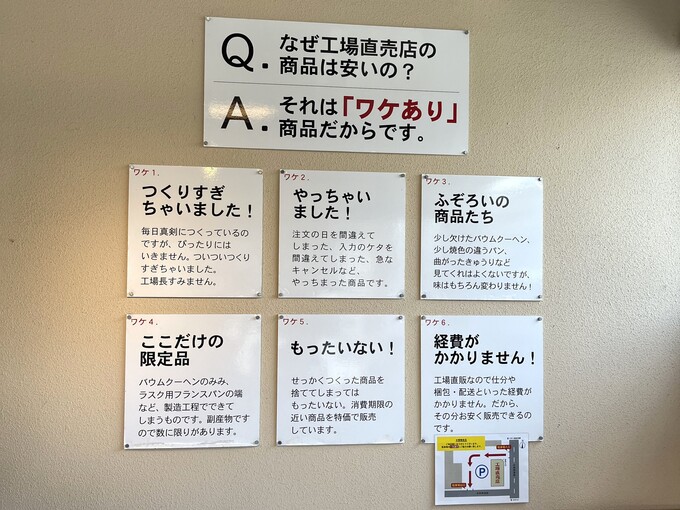 Q. なぜ工場直売店の
商品は安いの？
A. それは「ワケあり」
商品だからです。
ワケ1.
つくりすぎ
ちゃいました！
毎日真剣につくっているの
ですが、ぴったりには
いきません。ついついつくり
すぎちゃいました。
工場長すみません。
ワケ2.
やっちゃい
ました！
注文の日を間違えて
しまった、入力のケタを
間違えてしまった、急な
キャンセルなど、
やっちまった商品です。
ワケ3.
ふぞろいの
商品たち
少し欠けたバウムクーヘン、
少し焼色の違うパン、
曲がったきゅうりなど
見てくれはよくないですが、
味はもちろん変わりません！
ワケ4.
ここだけの
限定品
バウムクーヘンのみみ、
ラスク用フランスパンの端
など、製造工程でできて
しまうものです。副産物です
ので数に限りがあります。
ワケ5.
もったいない！
せっかくつくった商品を
捨ててしまっては
もったいない。消費期限の
近い商品を特価で販売
しています。
ワケ6.
経費が
かかりません！
工場直販なので仕分や
梱包・配送といった経費が
かかりません。だから、
その分お安く販売できるの
です。
P
工場直売店